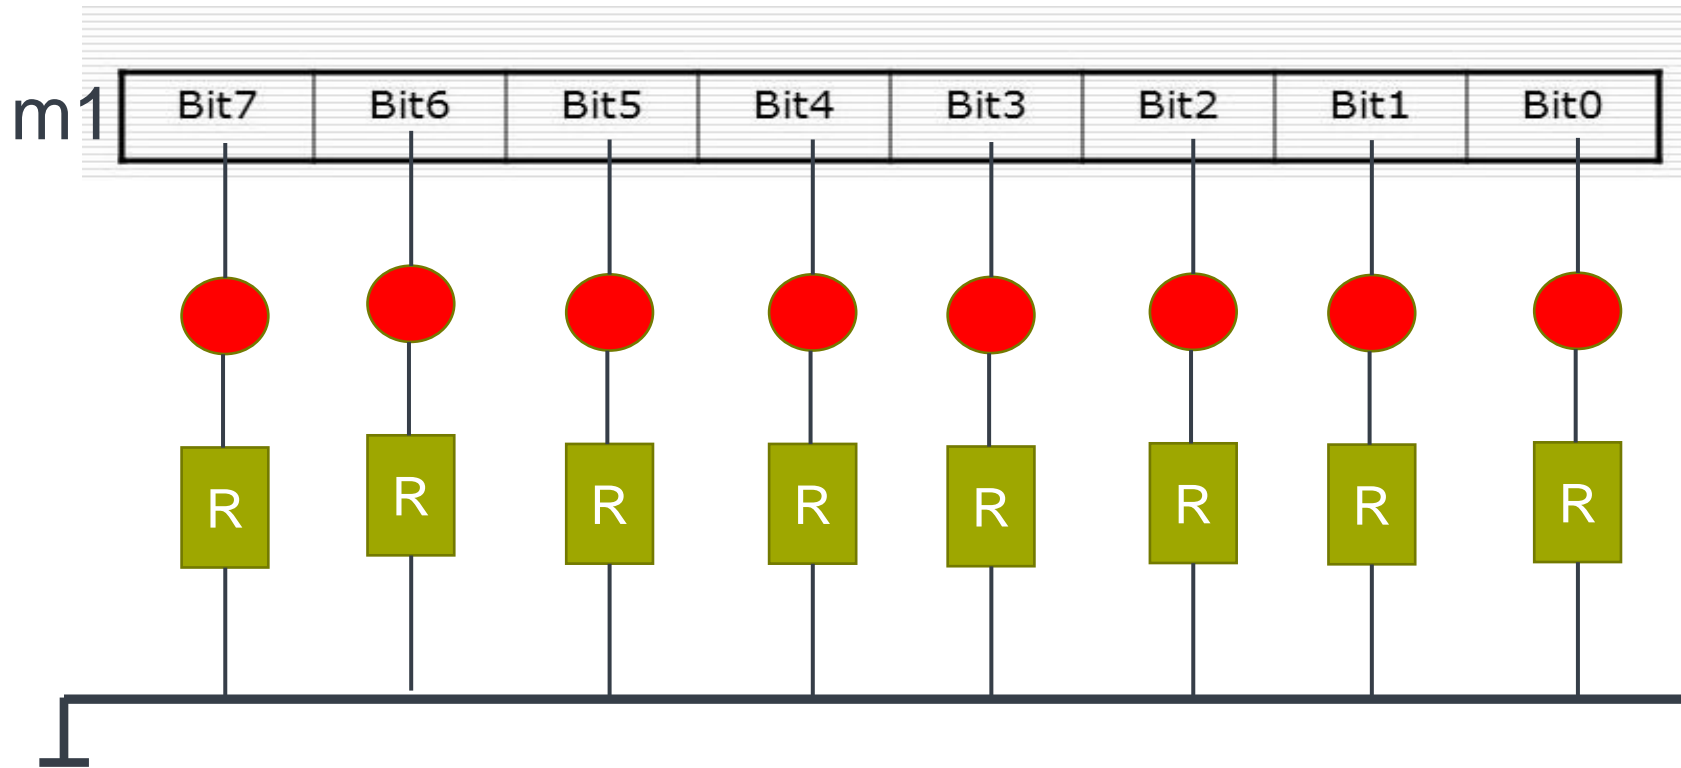 m1 Bit7 Bit6 Bit5 Bit4 Bit3 Bit2 Bit1 Bit0
R R R R R R R R